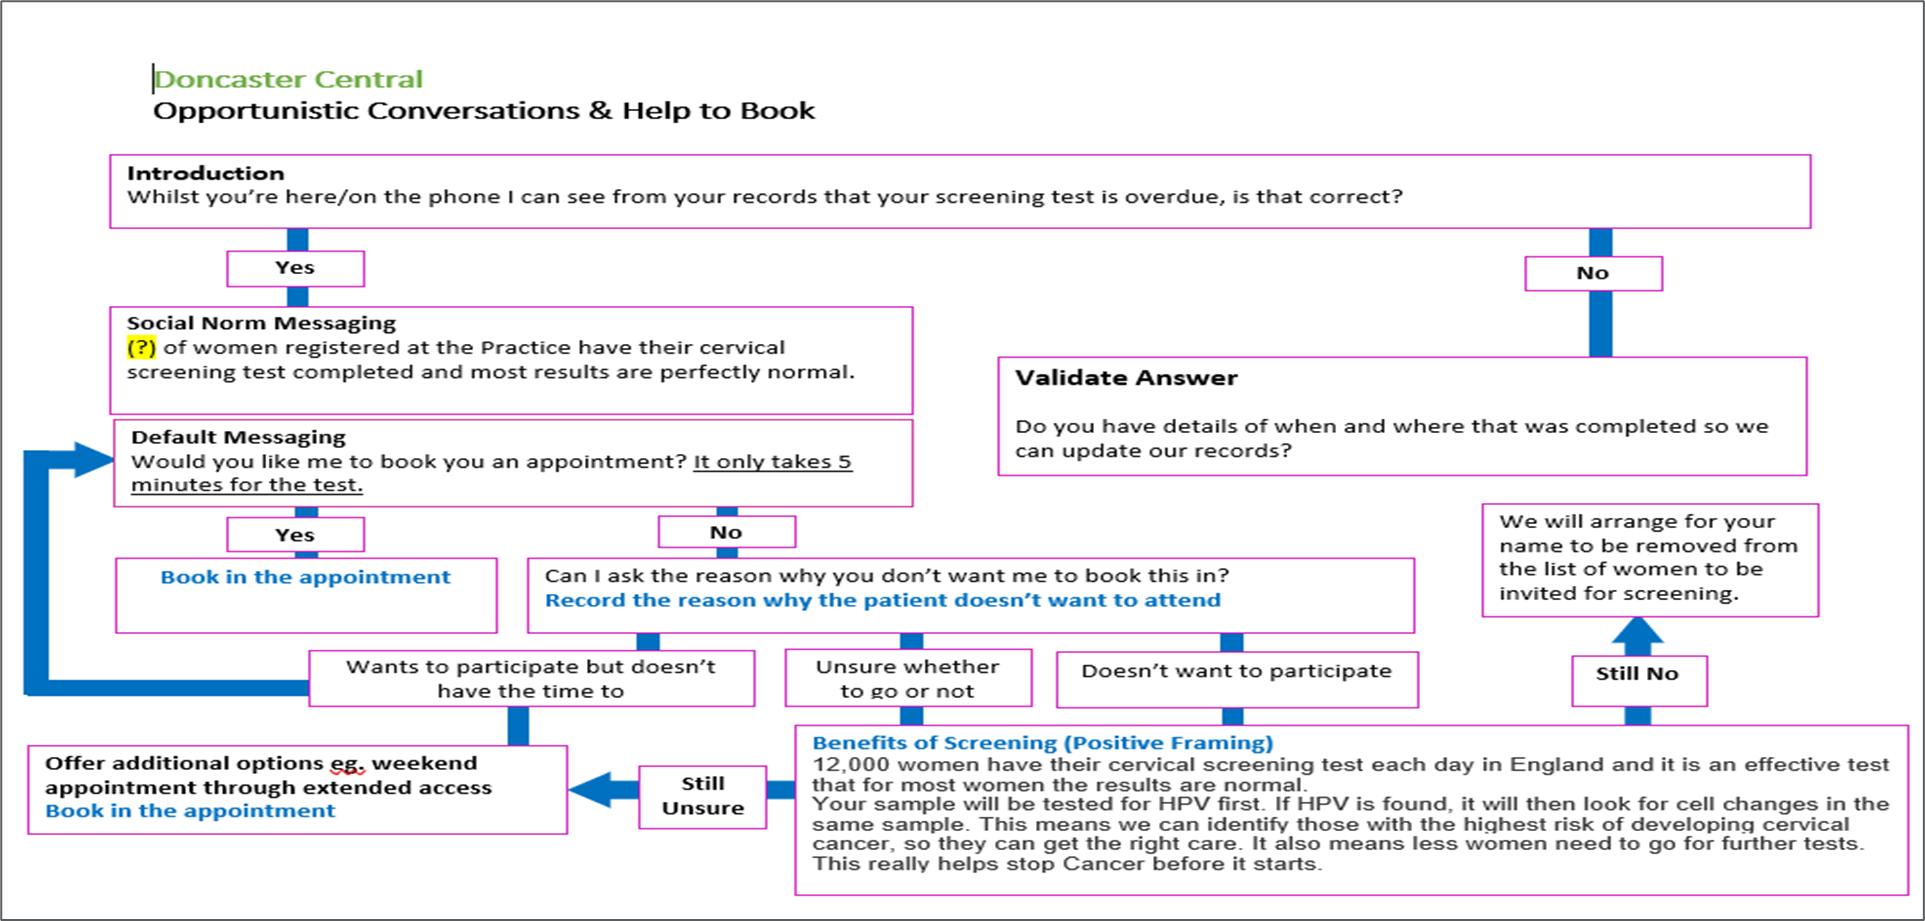 Doncaster Central
Opportunistic Conversations & Help to Book
Introduction
Whilst you’re here/on the phone I can see from your records that your screening test is overdue, is that correct?
Yes
No
Social Norm Messaging
(?) of women registered at the Practice have their cervical
screening test completed and most results are perfectly normal.
Validate Answer
Do you have details of when and where that was completed so we
can update our records?
Default Messaging
Would you like me to book you an appointment? It only takes 5
minutes for the test.
Yes
No
Book in the appointment
Can I ask the reason why you don’t want me to book this in?
Record the reason why the patient doesn’t want to attend
We will arrange for your
name to be removed from
the list of women to be
invited for screening.
Wants to participate but doesn’t
have the time to
Unsure whether
to go or not
Doesn’t want to participate
Still No
Offer additional options eg. weekend
appointment through extended access
Book in the appointment
Still
Unsure
Benefits of Screening (Positive Framing)
12,000 women have their cervical screening test each day in England and it is an effective test
that for most women the results are normal.
Your sample will be tested for HPV first. If HPV is found, it will then look for cell changes in the
same sample. This means we can identify those with the highest risk of developing cervical
cancer, so they can get the right care. It also means less women need to go for further tests.
This really helps stop Cancer before it starts.